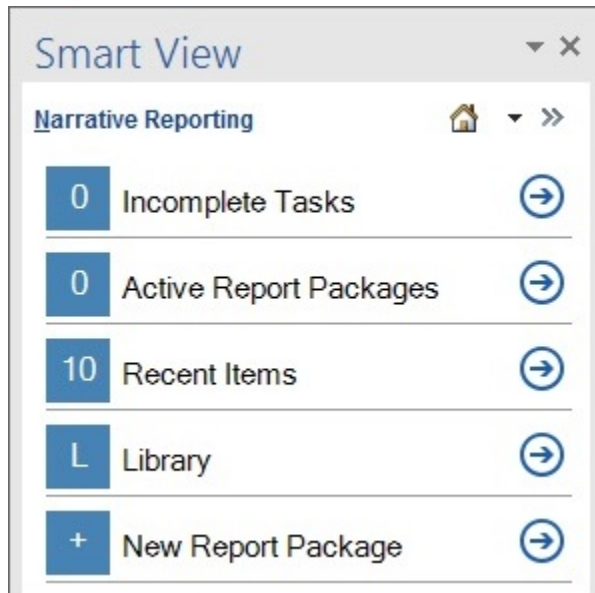 Smart View
Narrative Reporting
0 Incomplete Tasks
0 Active Report Packages
10 Recent Items
L Library
+ New Report Package